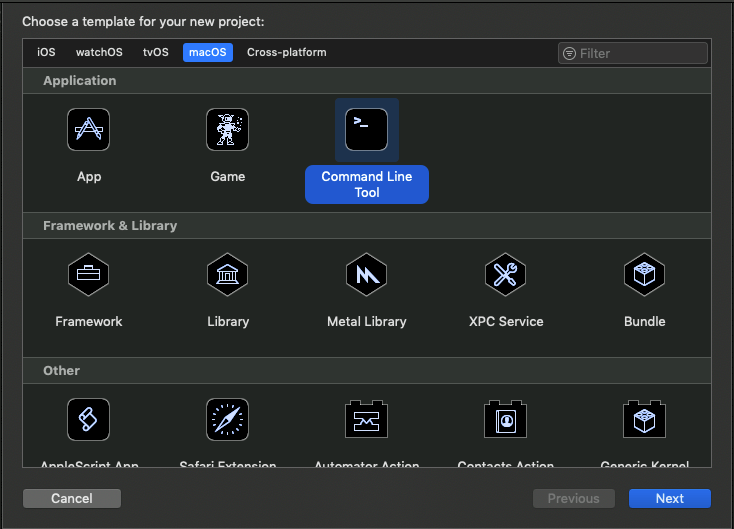 Choose a template for your new project:
iOS watchOS tvOS macOS Cross-platform Filter
Application
>_
App Game Command Line
Tool
Framework & Library
Framework Library Metal Library XPC Service Bundle
Other
AppleScript App Safari Extension Automator Action Contacts Action Generic Kernel
Cancel Previous Next